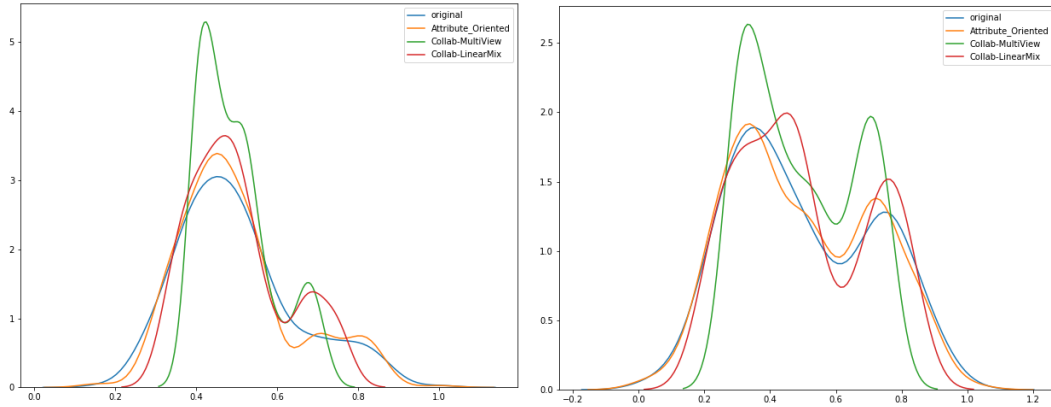 original
Attribute_Oriented
Collab-MultiView
Collab-LinearMix
5
4
3
2
1
0
0.0 0.2 0.4 0.6 0.8 1.0
original
Attribute_Oriented
Collab-MultiView
Collab-LinearMix
2.5
2.0
1.5
1.0
0.5
0.0
−0.2 0.0 0.2 0.4 0.6 0.8 1.0 1.2